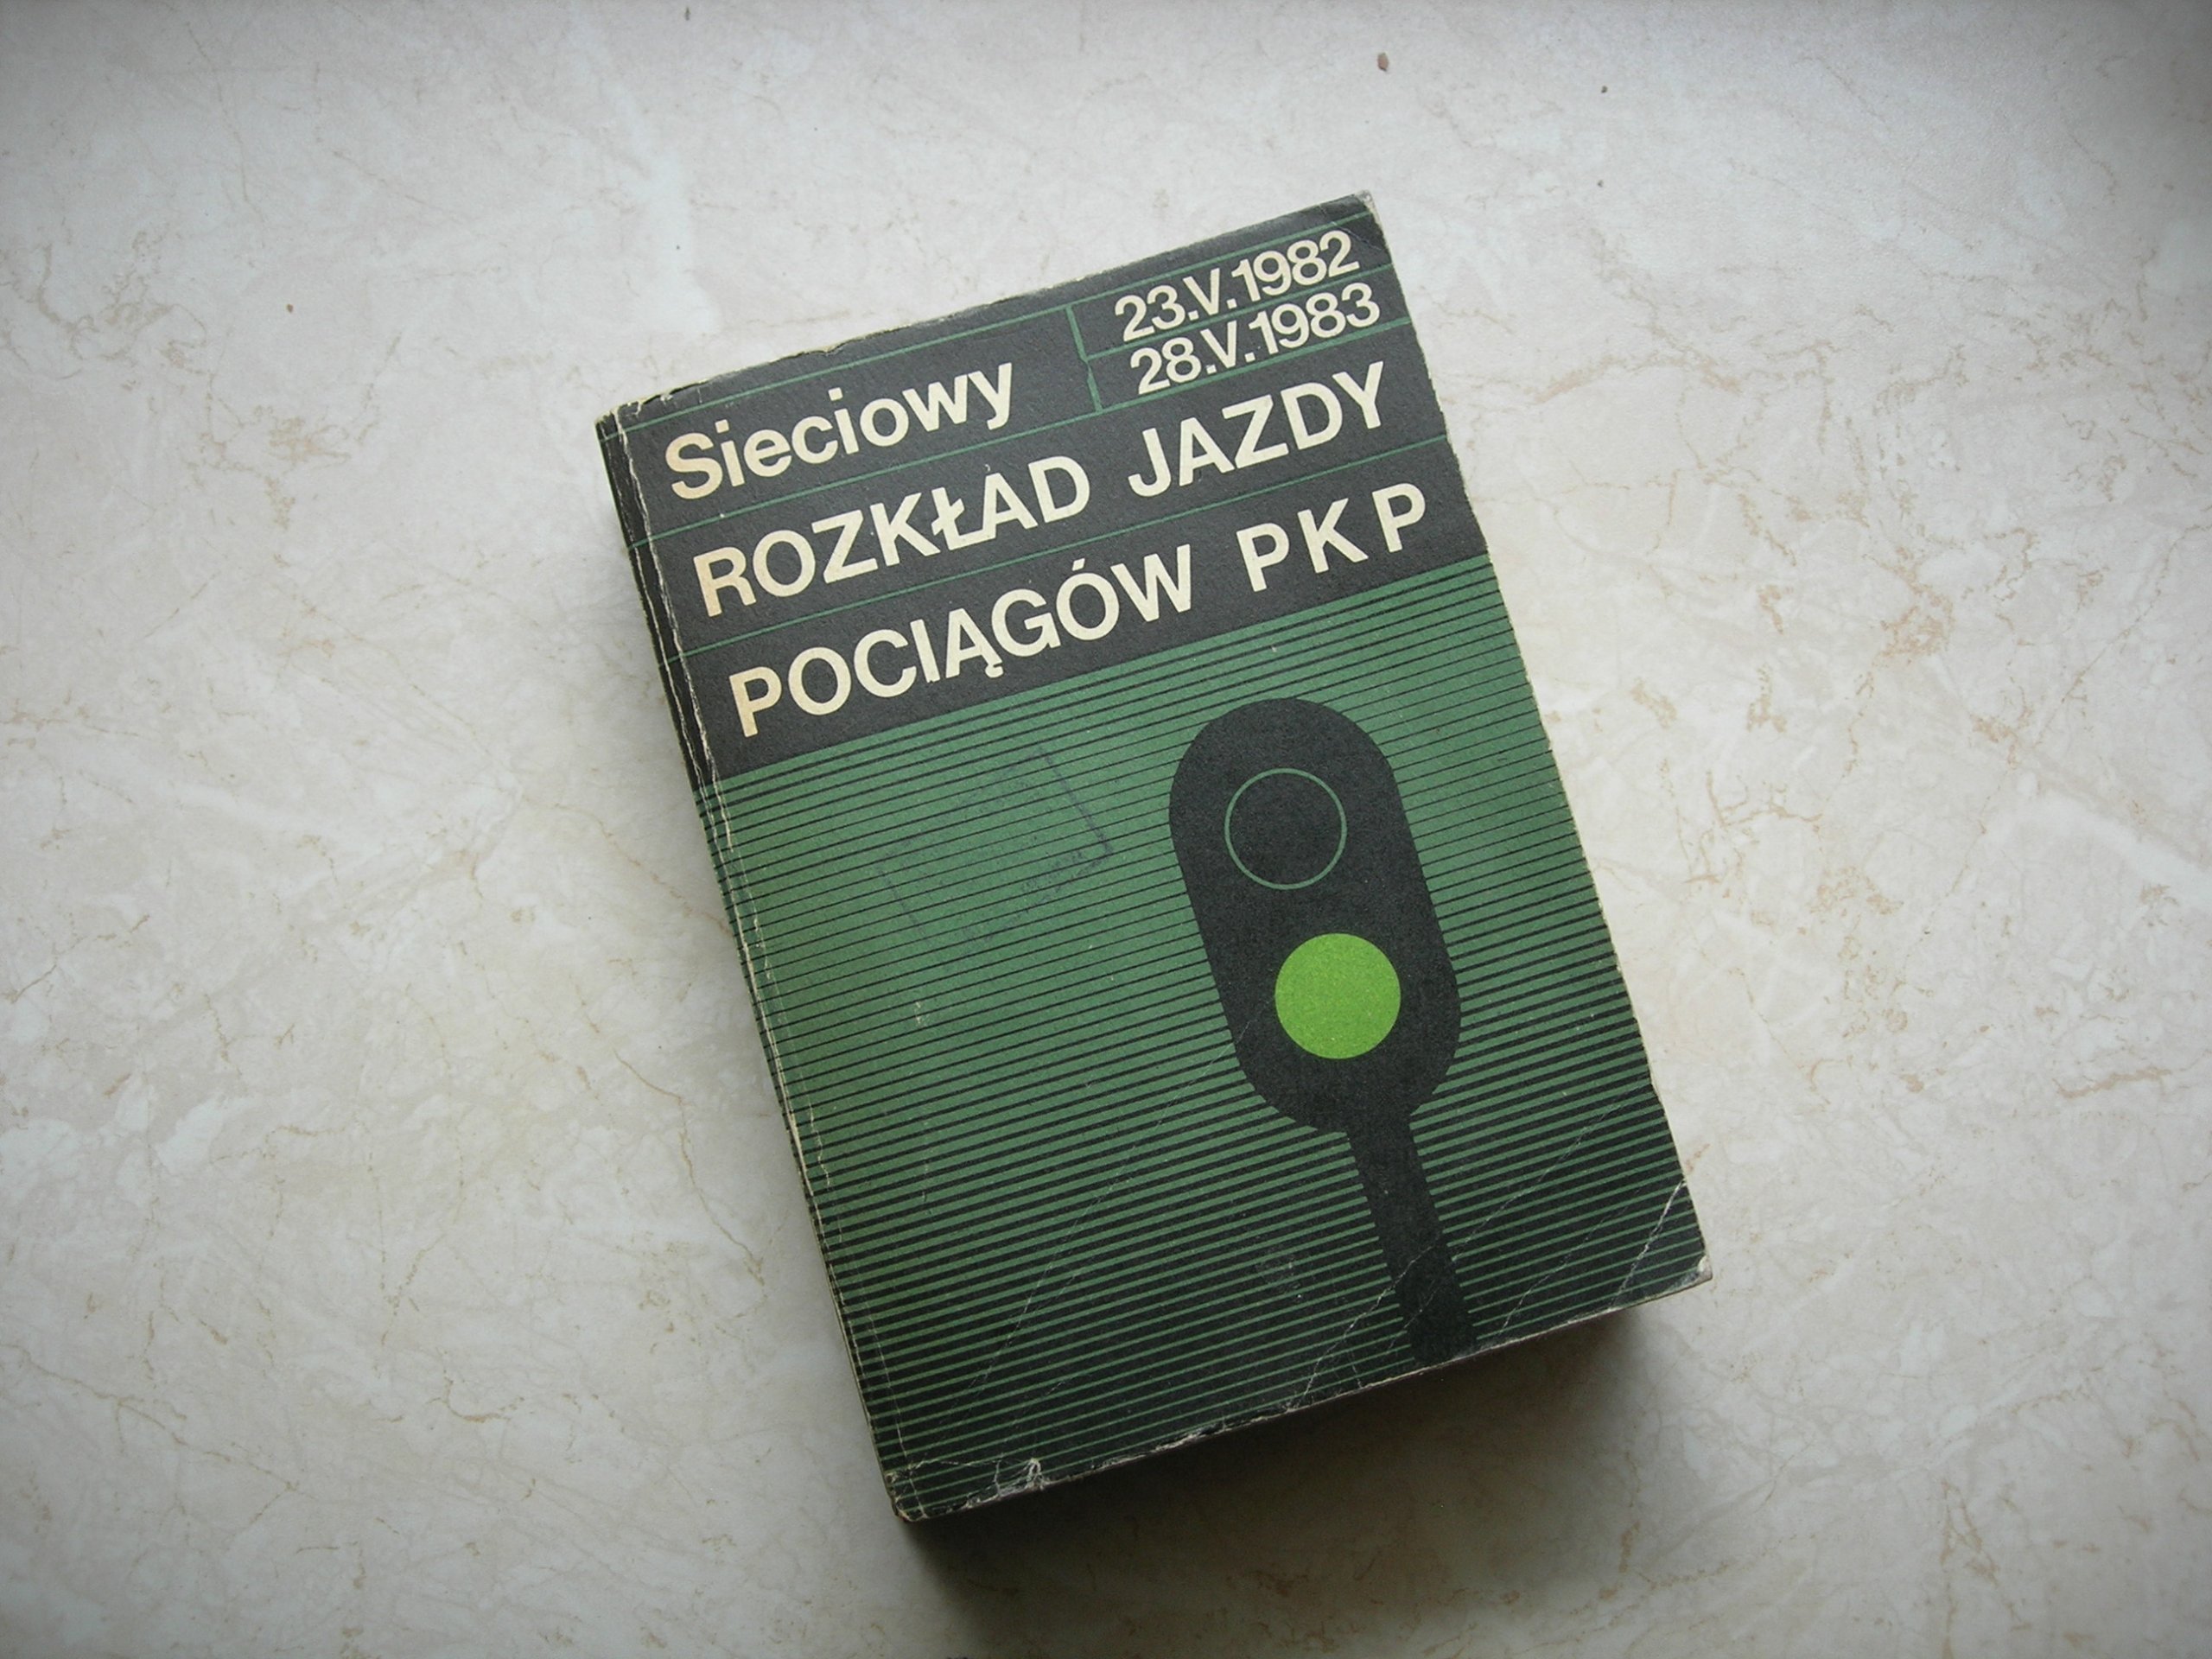 Sieciowy
23.V.1982
28.V.1983
ROZKŁAD JAZDY
POCIĄGÓW PKP